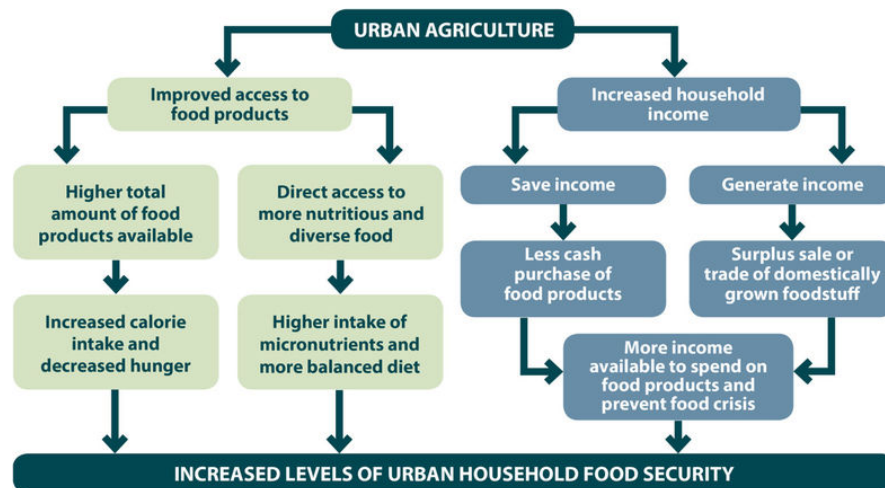 URBAN AGRICULTURE
Improved access to
food products
Increased household
income
Higher total
amount of food
products available
Direct access to
more nutritious and
diverse food
Save income
Generate income
Less cash
purchase of
food products
Surplus sale or
trade of domestically
grown foodstuff
Increased calorie
intake and
decreased hunger
Higher intake of
micronutrients and
more balanced diet
More income
available to spend on
food products and
prevent food crisis
INCREASED LEVELS OF URBAN HOUSEHOLD FOOD SECURITY